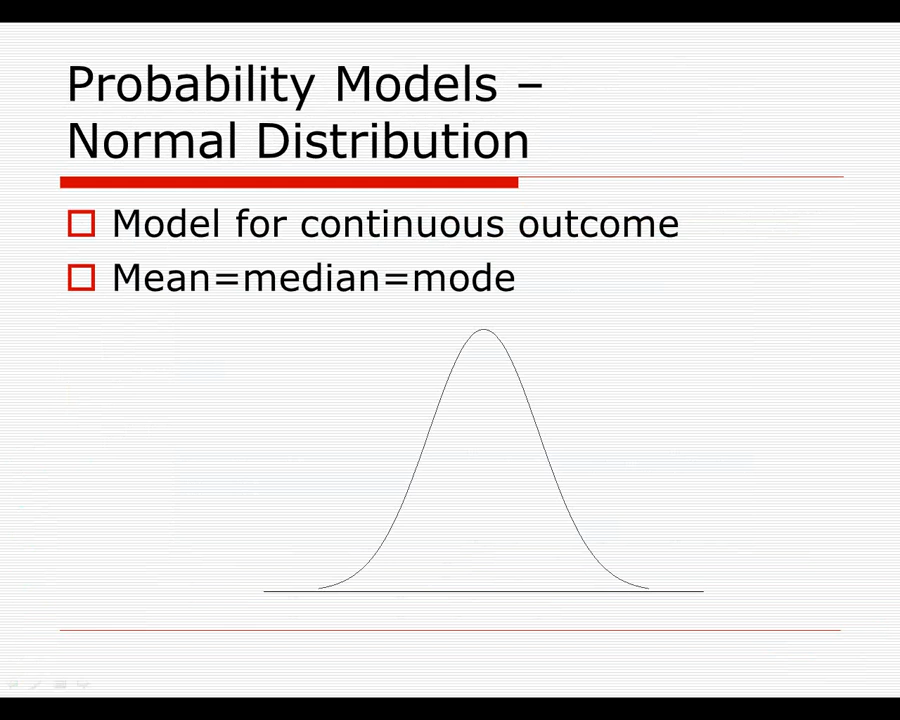 Probability Models –
Normal Distribution
Model for continuous outcome
Mean=median=mode